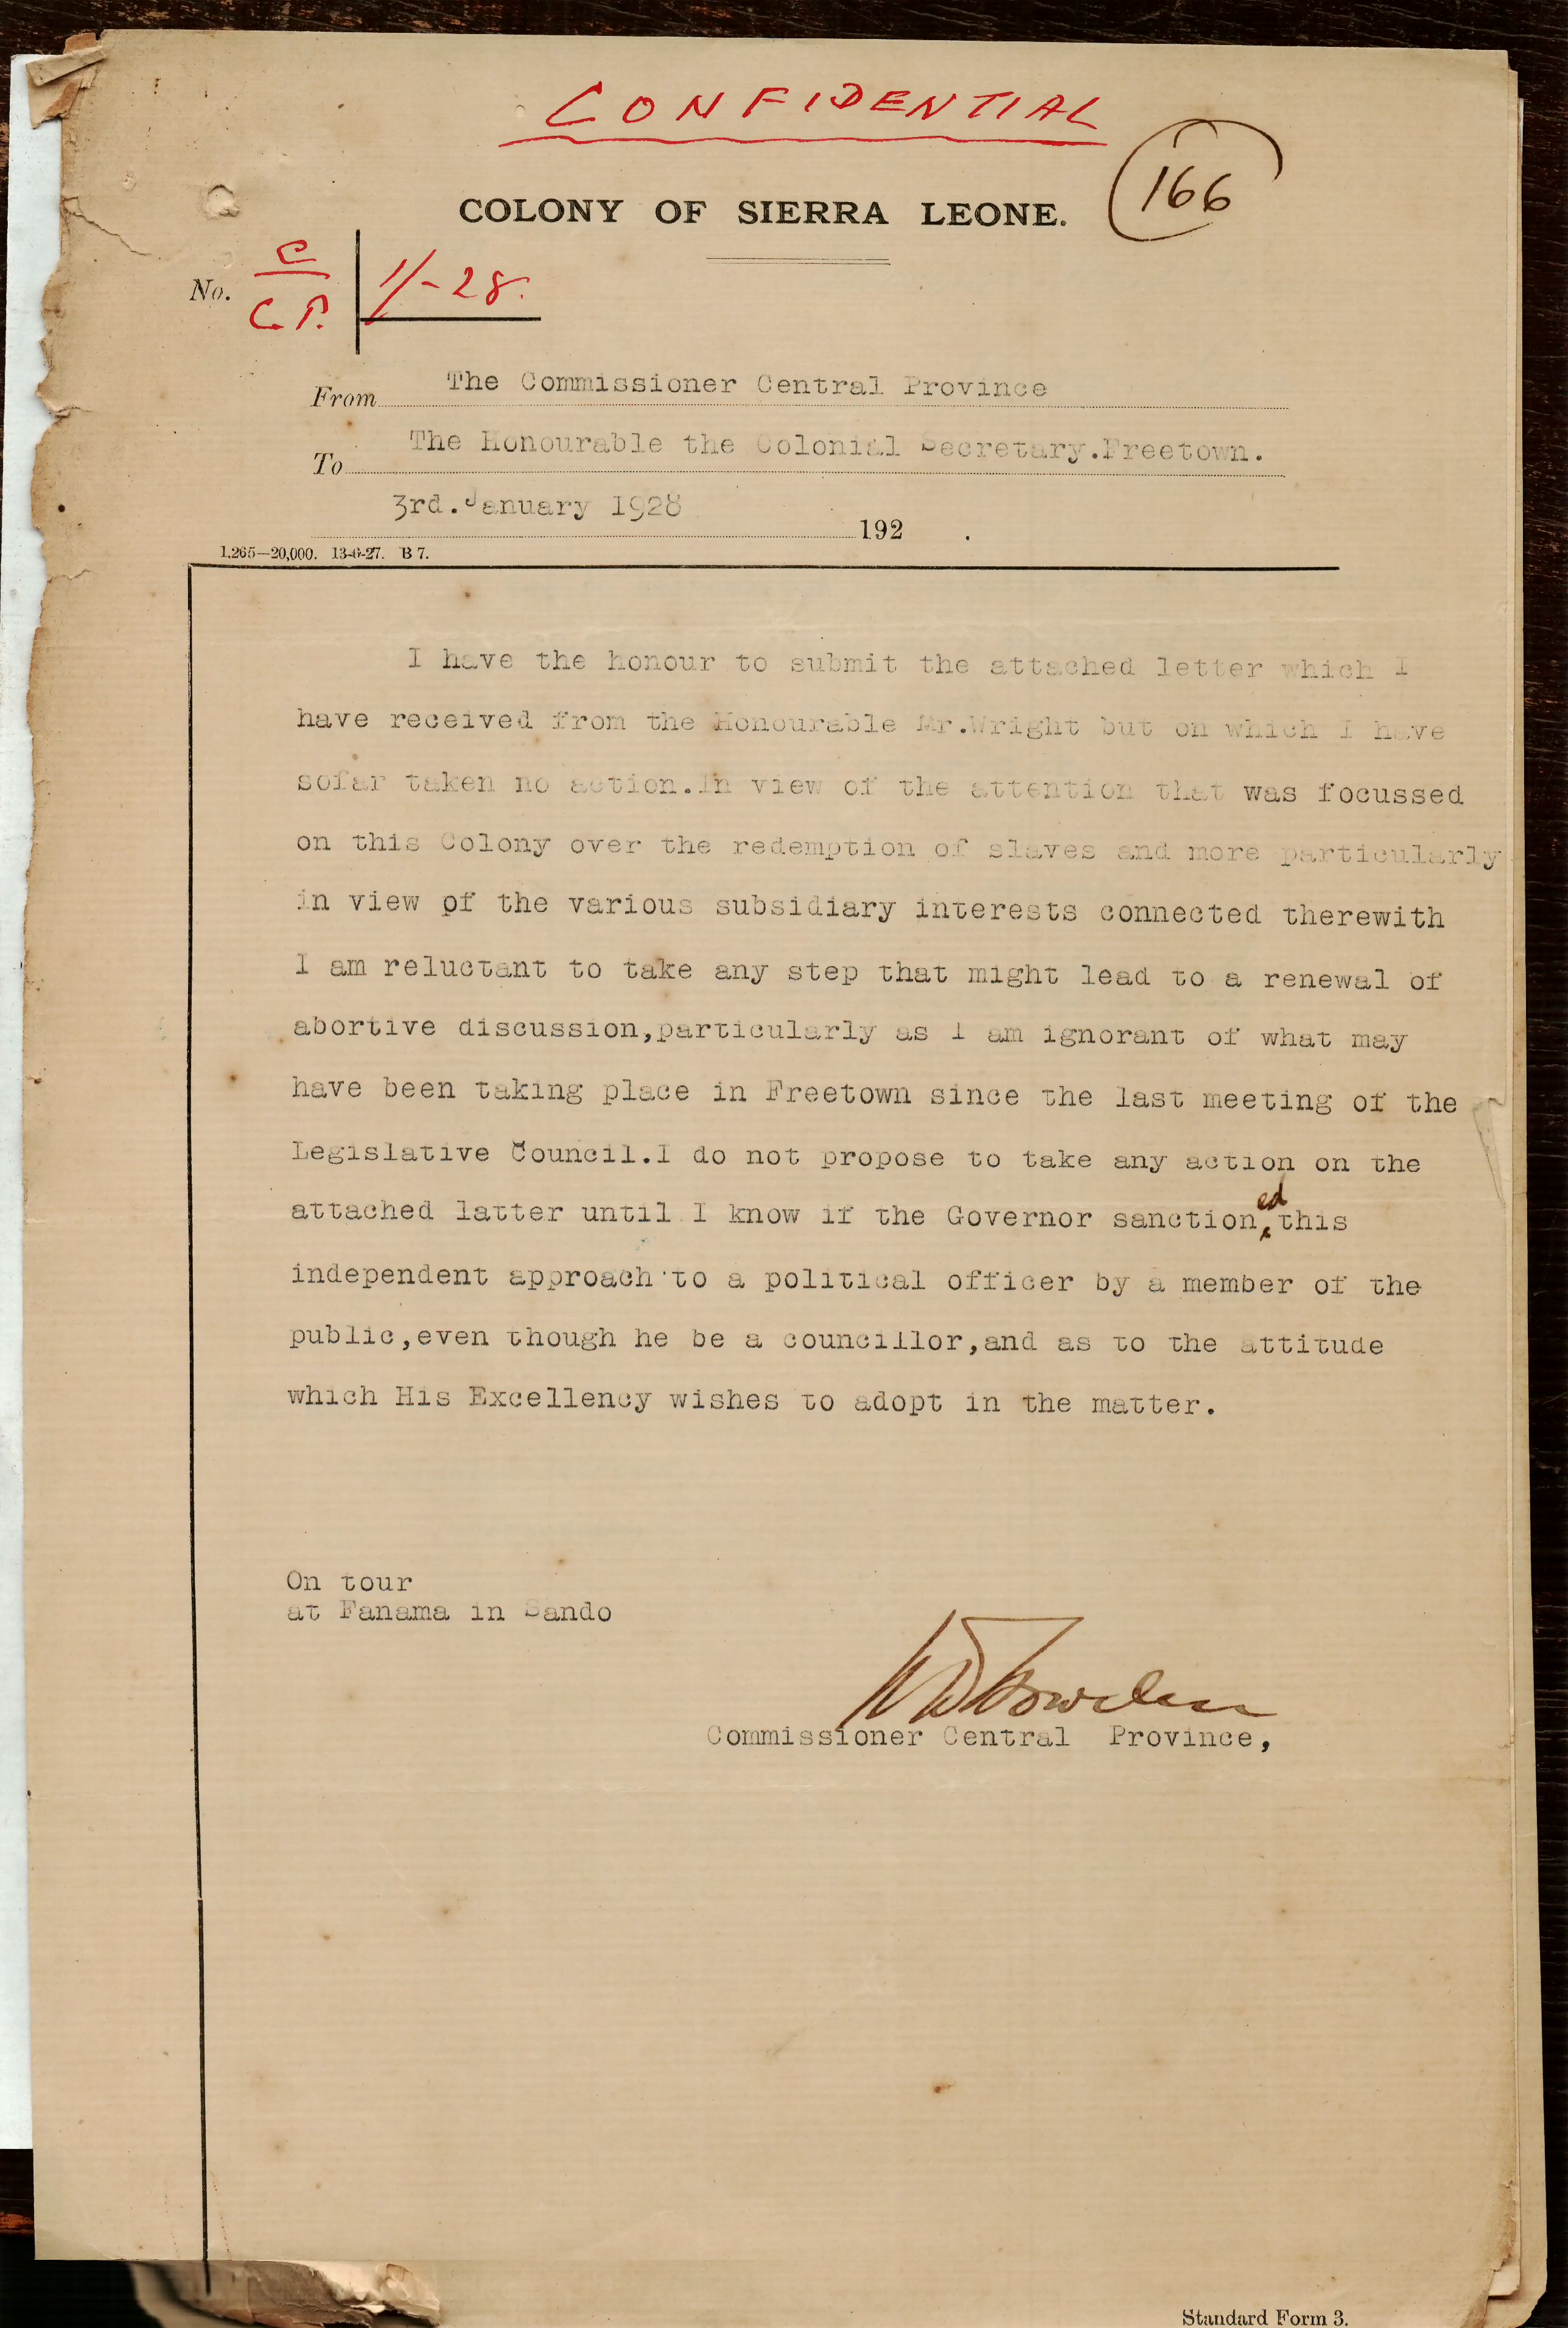 CONFIDENTIAL
166
COLONY OF SIERRA LEONE.
No. C
C.P. 1/-28.
From The Commissioner Central Province
To The Honourable the Colonial Secretary.Freetown.
3rd.January 1928
192 .
1,265—20,000. 13-6-27. B 7.
I have the honour to submit the attached letter which I
have received from the Honourable Mr.Wright but on which I have
sofar taken no action.In view of the attention that was focussed
on this Colony over the redemption of slaves and more particularly
in view of the various subsidiary interests connected therewith
I am reluctant to take any step that might lead to a renewal of
abortive discussion,particularly as I am ignorant of what may
have been taking place in Freetown since the last meeting of the
Legislative Council.I do not propose to take any action on the
attached latter until I know if the Governor sanctioned this
independent approach to a political officer by a member of the
public,even though he be a councillor,and as to the attitude
which His Excellency wishes to adopt in the matter.
On tour
at Fanama in Sando
Commissioner Central Province,
Standard Form 3.